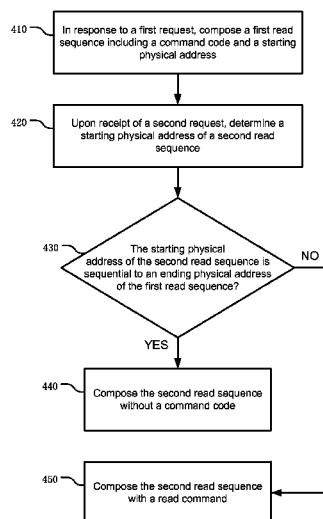 410
In response to a first request, compose a first read
sequence including a command code and a starting
physical address
420
Upon receipt of a second request, determine a
starting physical address of a second read
sequence
430
The starting physical
address of the second read sequence is
sequential to an ending physical address
of the first read sequence?
NO
YES
440
Compose the second read sequence
without a command code
450
Compose the second read sequence
with a read command